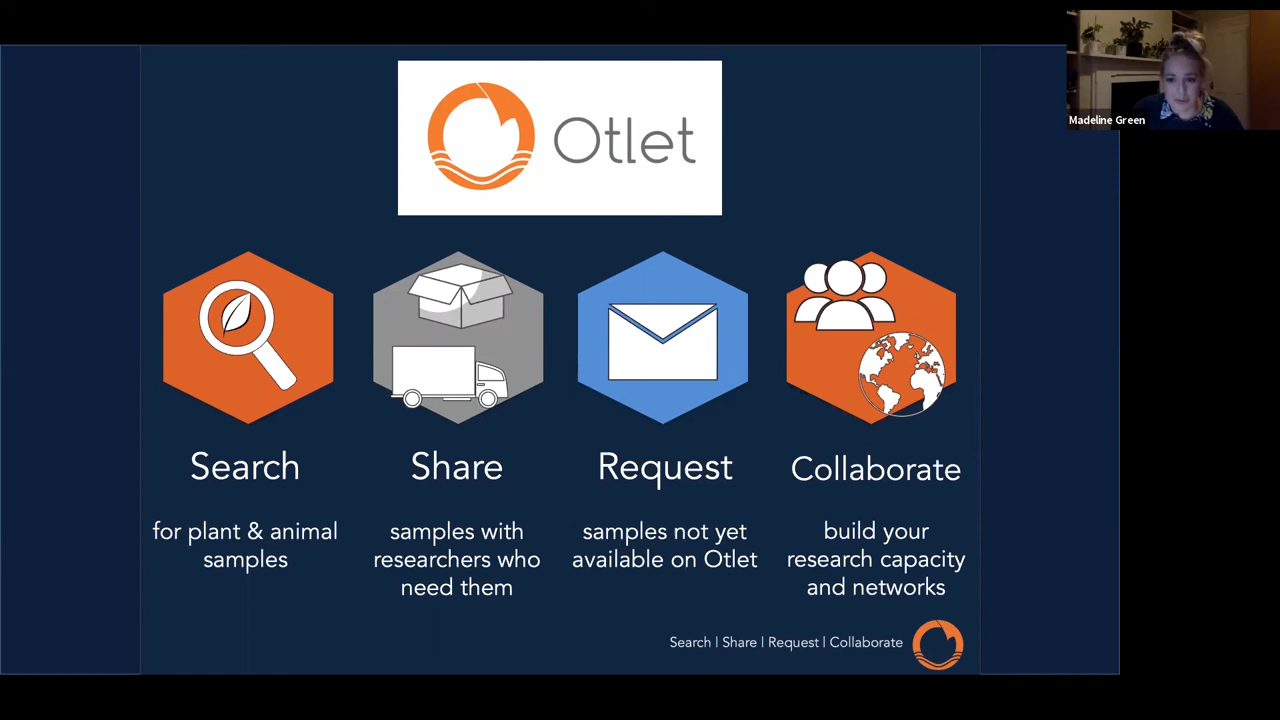 Otlet
Madeline Green
Search
for plant & animal
samples
Share
samples with
researchers who
need them
Request
samples not yet
available on Otlet
Collaborate
build your
research capacity
and networks
Search | Share | Request | Collaborate